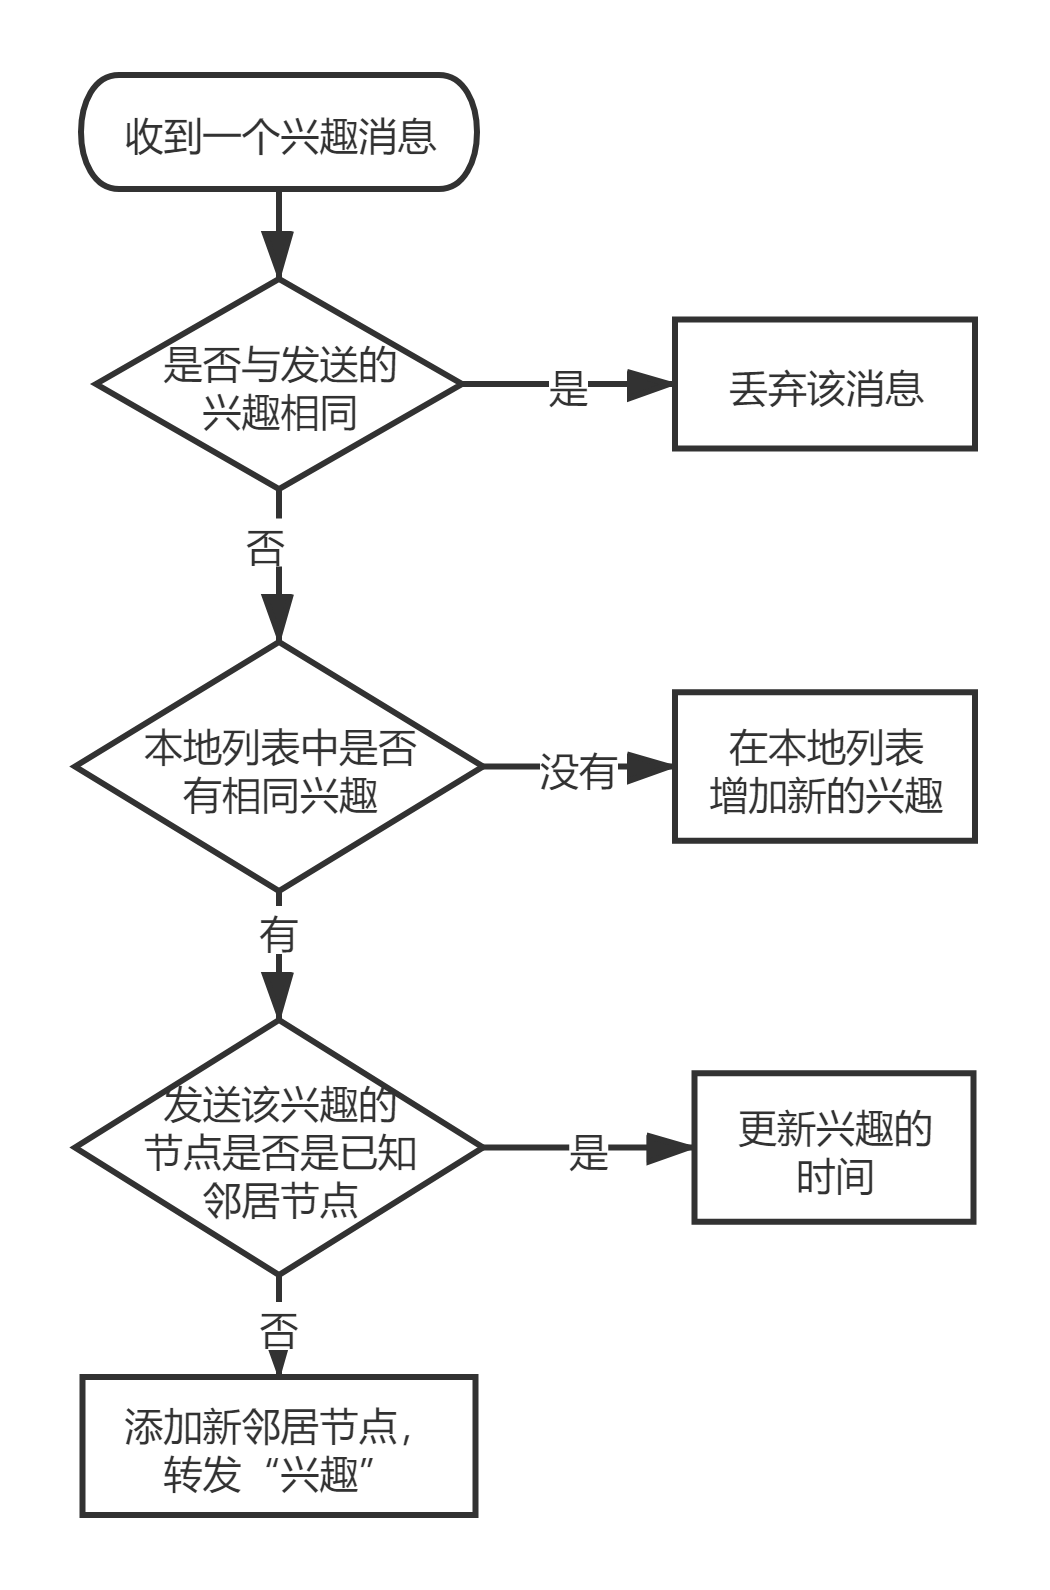 收到一个兴趣消息
是否与发送的
兴趣相同
是
丢弃该消息
否
本地列表中是否
有相同兴趣
没有
在本地列表
增加新的兴趣
有
发送该兴趣的
节点是否是已知
邻居节点
是
更新兴趣的
时间
否
添加新邻居节点，
转发“兴趣”